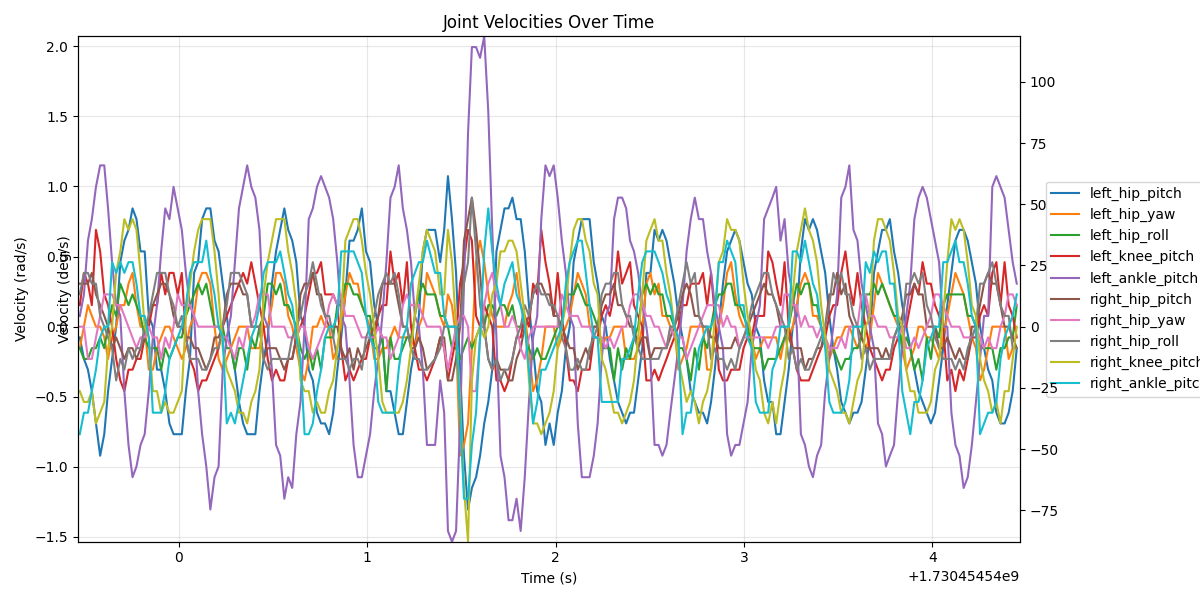 Joint Velocities Over Time
Velocity (rad/s)
Velocity (deg/s)
2.0
1.5
1.0
0.5
0.0
−0.5
−1.0
−1.5
100
75
50
25
0
−25
−50
−75
0
1
2
3
4
+1.73045454e9
Time (s)
left_hip_pitch
left_hip_yaw
left_hip_roll
left_knee_pitch
left_ankle_pitch
right_hip_pitch
right_hip_yaw
right_hip_roll
right_knee_pitch
right_ankle_pitc